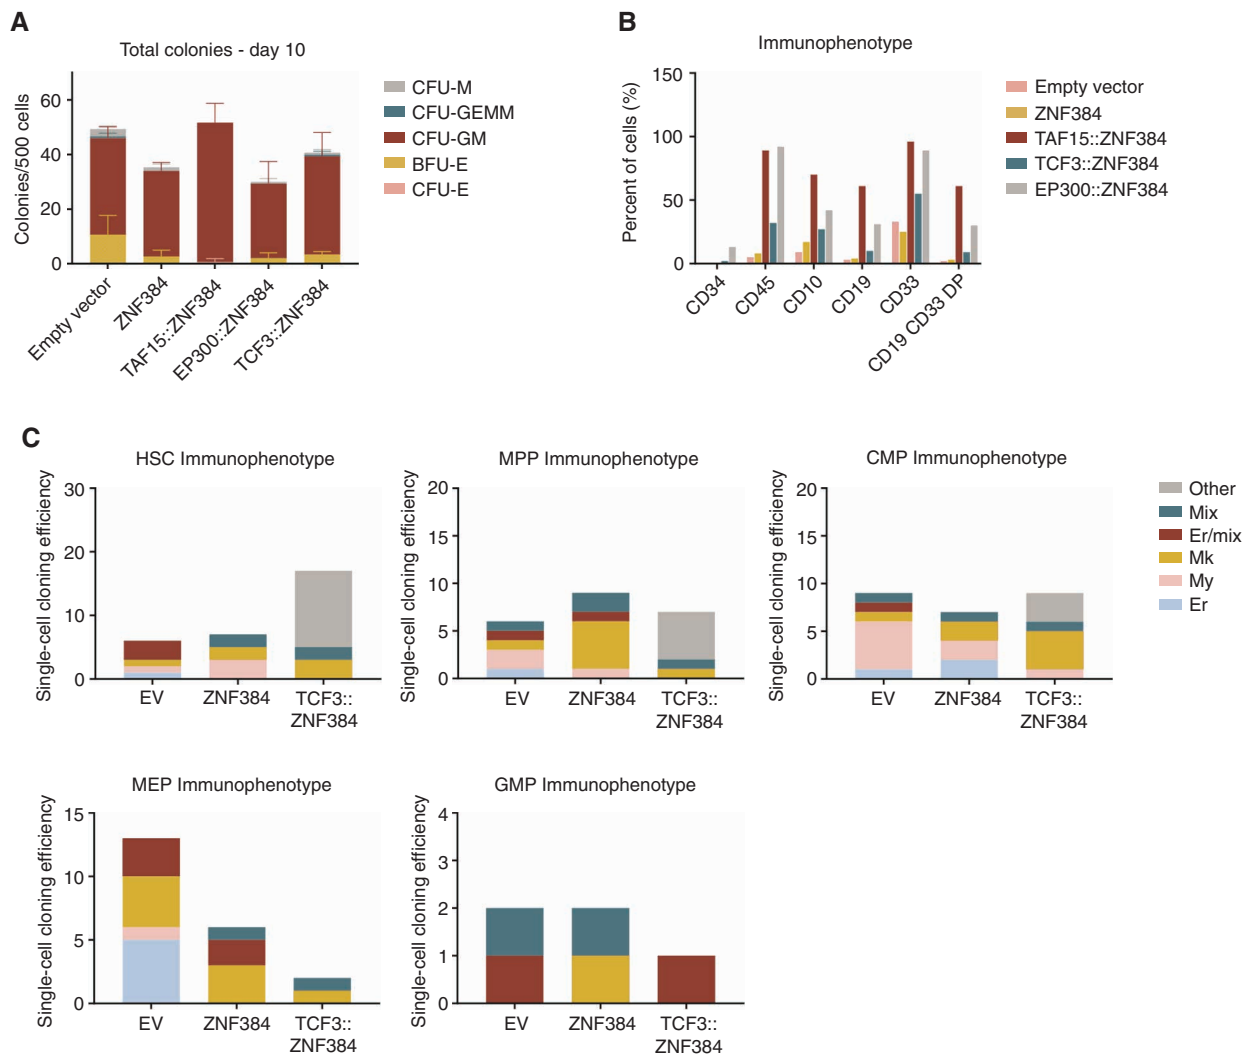 A
Total colonies - day 10
Colonies/500 cells
60
40
20
0
Empty vector
ZNF384
TAF15::ZNF384
EP300::ZNF384
TCF3::ZNF384
CFU-M
CFU-GEMM
CFU-GM
BFU-E
CFU-E
B
Immunophenotype
Percent of cells (%)
150
100
50
0
CD34
CD45
CD10
CD19
CD33
CD19 CD33 DP
Empty vector
ZNF384
TAF15::ZNF384
TCF3::ZNF384
EP300::ZNF384
C
HSC Immunophenotype
Single-cell cloning efficiency
30
20
10
0
EV
ZNF384
TCF3::
ZNF384
MPP Immunophenotype
Single-cell cloning efficiency
20
15
10
5
0
EV
ZNF384
TCF3::
ZNF384
CMP Immunophenotype
Single-cell cloning efficiency
20
15
10
5
0
EV
ZNF384
TCF3::
ZNF384
Other
Mix
Er/mix
Mk
My
Er
MEP Immunophenotype
Single-cell cloning efficiency
15
10
5
0
EV
ZNF384
TCF3::
ZNF384
GMP Immunophenotype
Single-cell cloning efficiency
4
3
2
1
0
EV
ZNF384
TCF3::
ZNF384